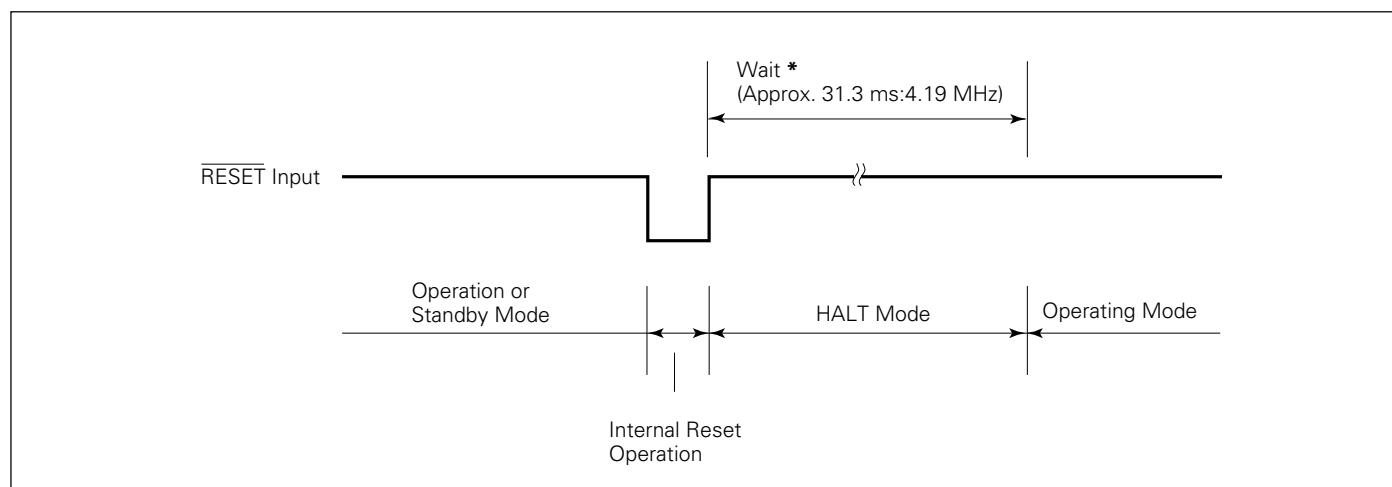 Wait *
(Approx. 31.3 ms:4.19 MHz)
RESET Input
Operation or
Standby Mode
HALT Mode
Operating Mode
Internal Reset
Operation